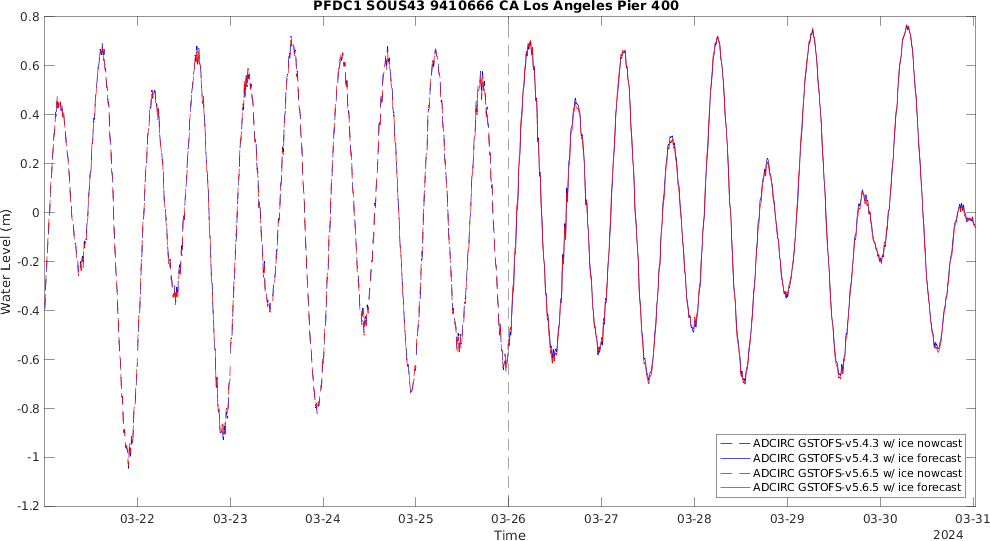 PFDC1 SOUS43 9410666 CA Los Angeles Pier 400
0.8
0.6
0.4
0.2
0
-0.2
-0.4
-0.6
-0.8
-1
-1.2
Water Level (m)
ADCIRC GSTOFS-v5.4.3 w/ ice nowcast
ADCIRC GSTOFS-v5.4.3 w/ ice forecast
ADCIRC GSTOFS-v5.6.5 w/ ice nowcast
ADCIRC GSTOFS-v5.6.5 w/ ice forecast
03-22 03-23 03-24 03-25 03-26 03-27 03-28 03-29 03-30 03-31
Time
2024